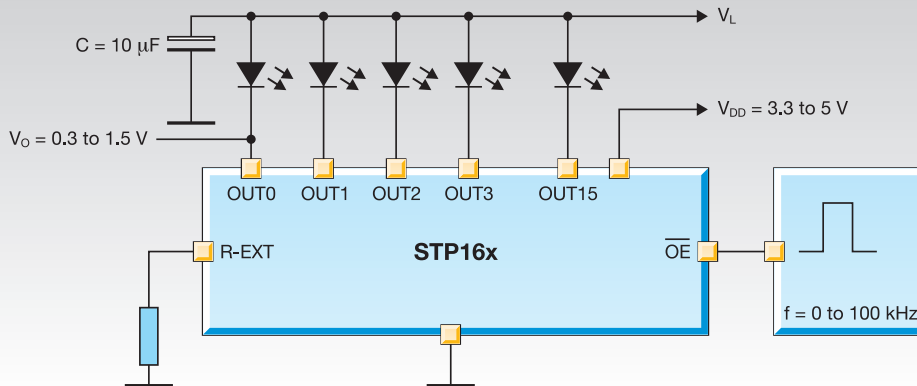 V_L
C = 10 µF
V_DD = 3.3 to 5 V
V_O = 0.3 to 1.5 V
OUT0 OUT1 OUT2 OUT3 OUT15
R-EXT STP16x O̅E̅
f = 0 to 100 kHz